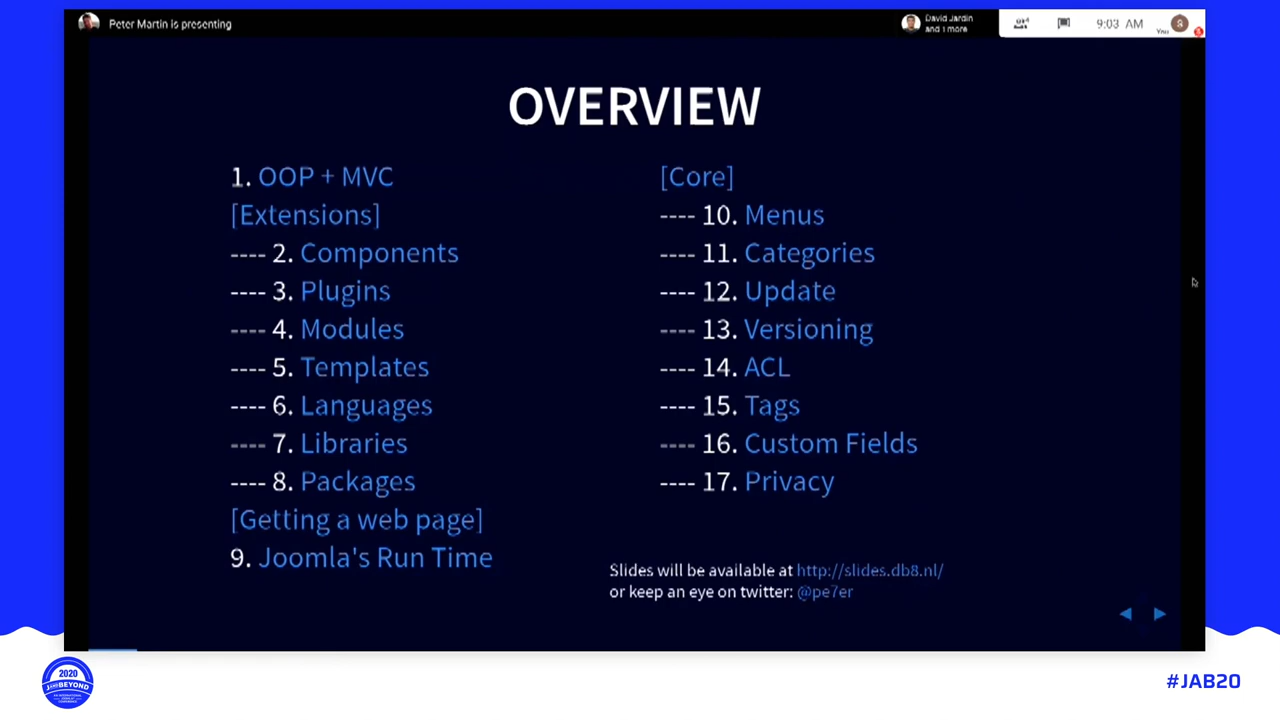 Peter Martin is presenting
David Jardin
and 1 more
9:03 AM
You
S
OVERVIEW
1. OOP + MVC
[Extensions]
---- 2. Components
---- 3. Plugins
---- 4. Modules
---- 5. Templates
---- 6. Languages
---- 7. Libraries
---- 8. Packages
[Getting a web page]
9. Joomla's Run Time
[Core]
---- 10. Menus
---- 11. Categories
---- 12. Update
---- 13. Versioning
---- 14. ACL
---- 15. Tags
---- 16. Custom Fields
---- 17. Privacy
Slides will be available at http://slides.db8.nl/
or keep an eye on twitter: @pe7er
2020
BEYOND
#JAB20